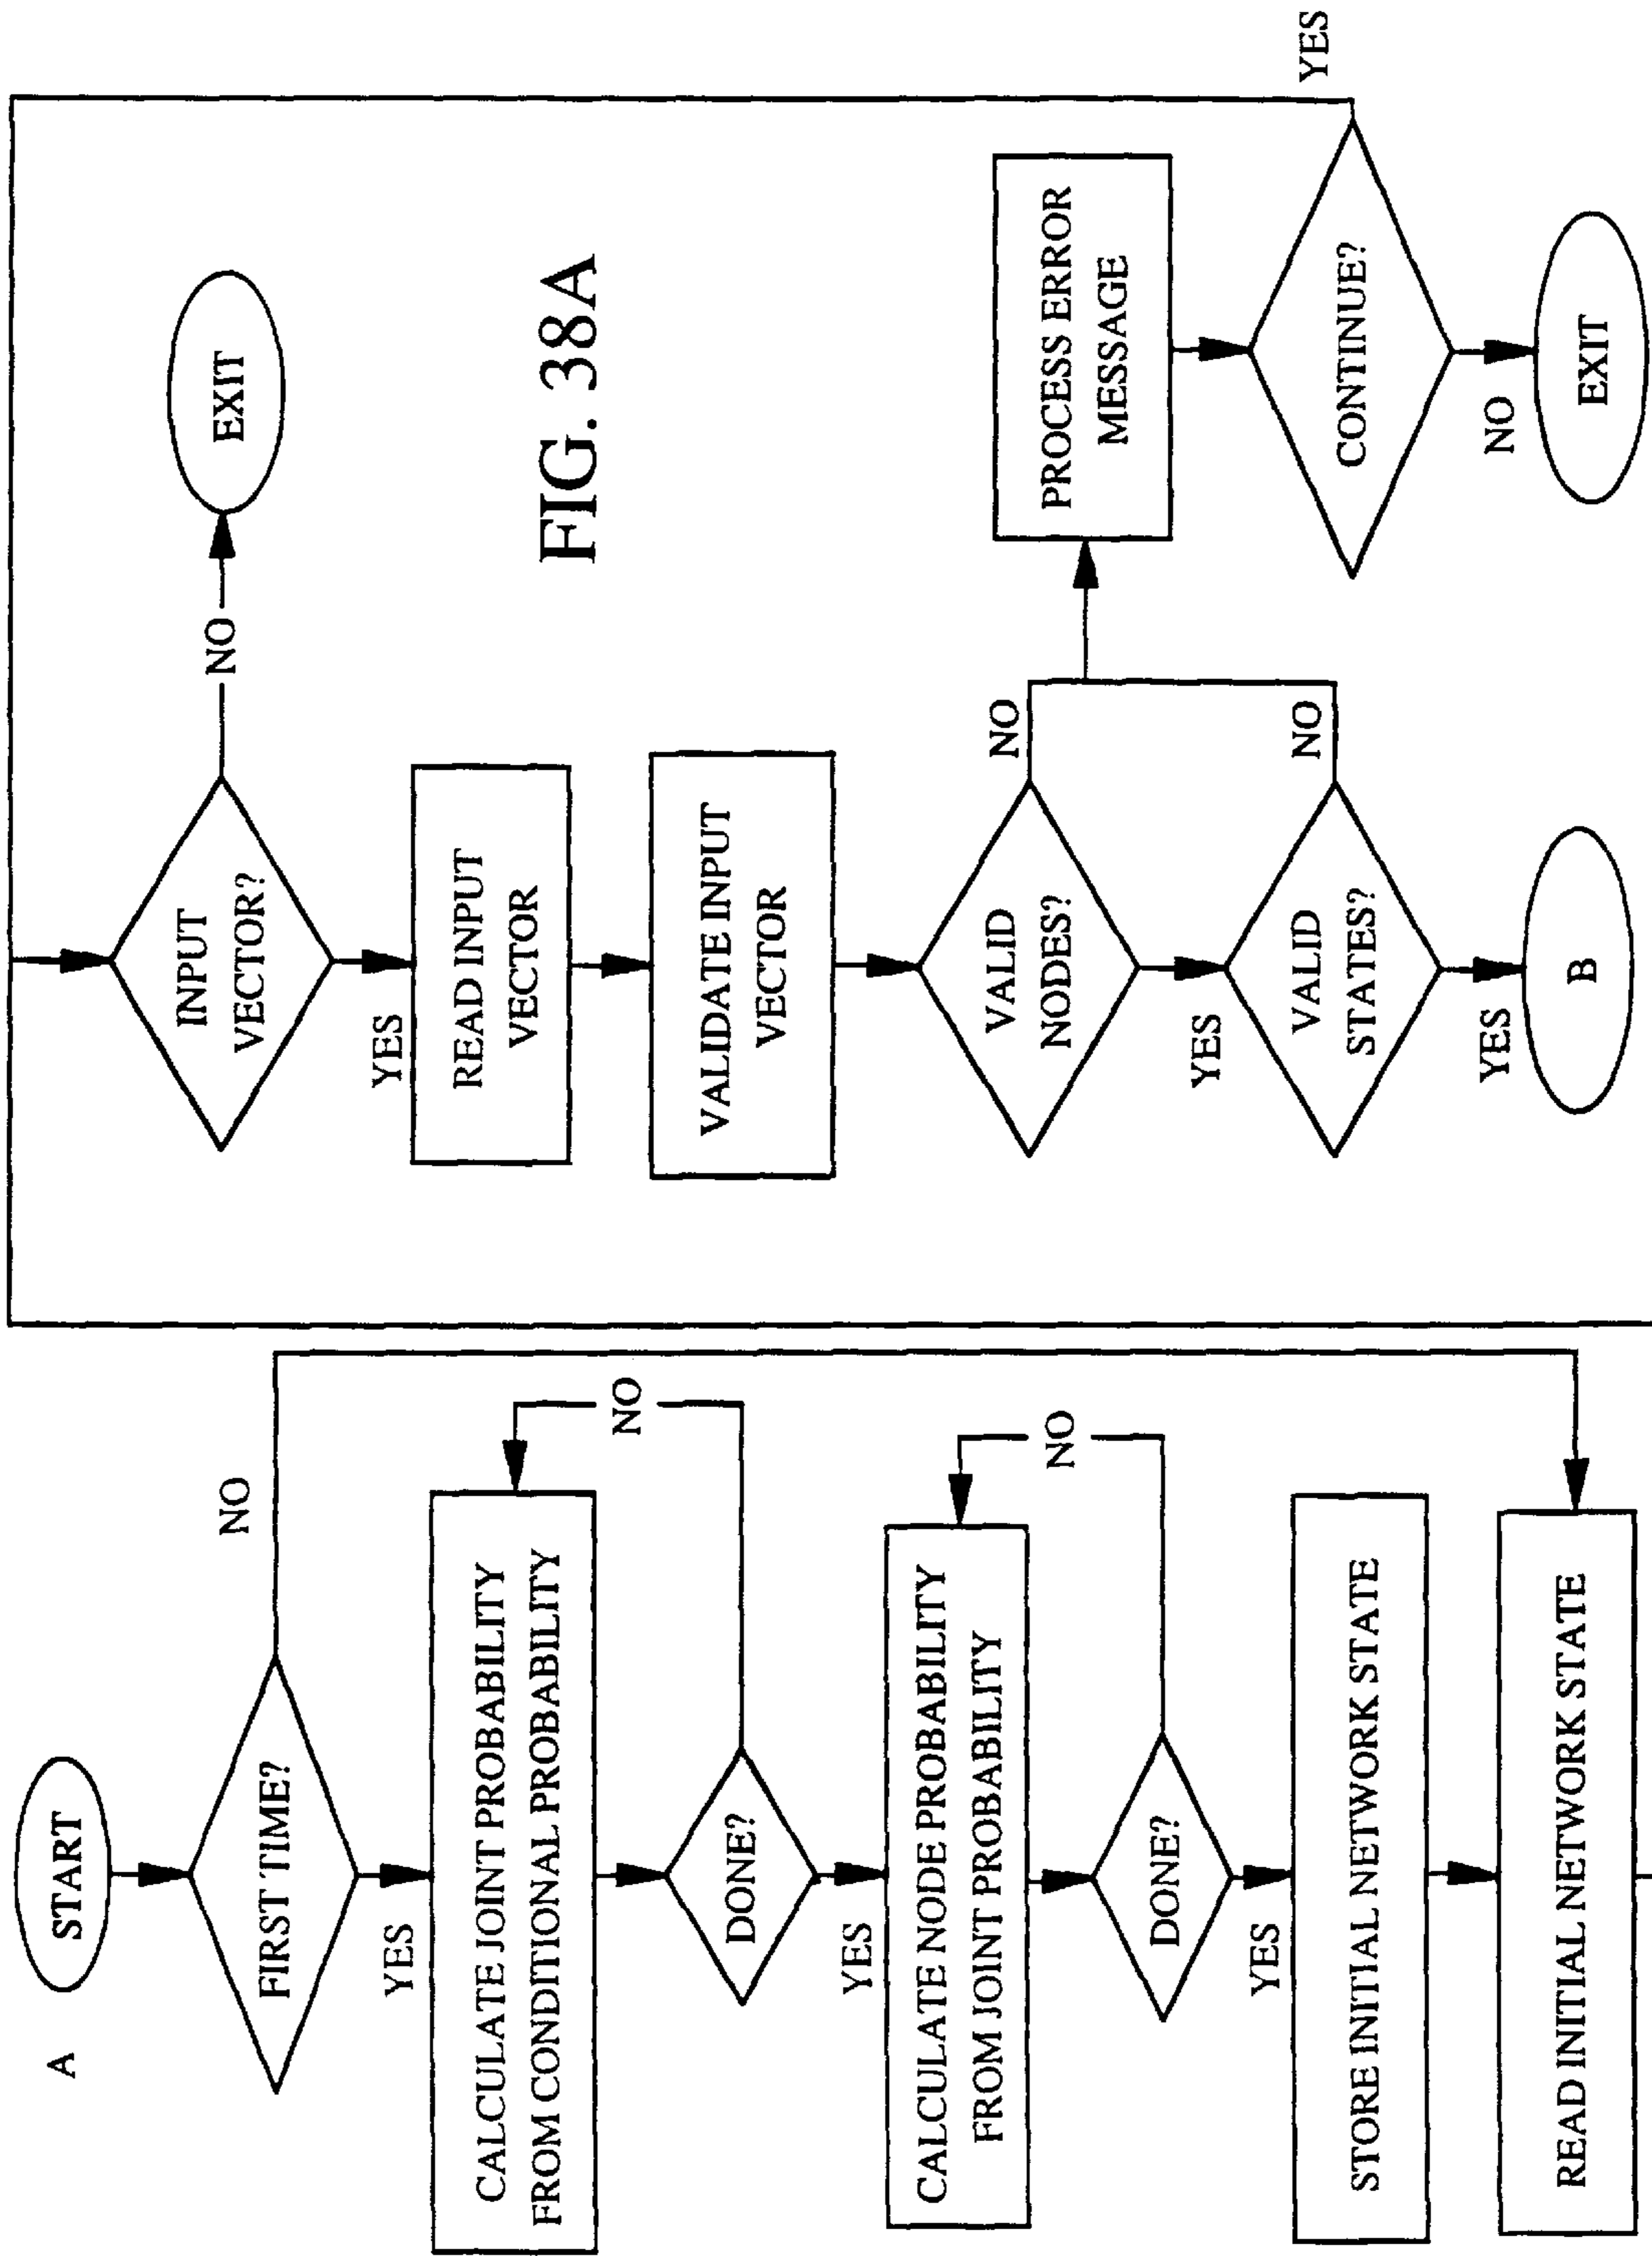 A
START
FIRST TIME?
NO
YES
CALCULATE JOINT PROBABILITY
FROM CONDITIONAL PROBABILITY
NO
DONE?
YES
CALCULATE NODE PROBABILITY
FROM JOINT PROBABILITY
NO
DONE?
YES
STORE INITIAL NETWORK STATE
READ INITIAL NETWORK STATE
INPUT
VECTOR?
NO
EXIT
YES
READ INPUT
VECTOR
VALIDATE INPUT
VECTOR
VALID
NODES?
NO
YES
VALID
STATES?
NO
YES
B
FIG. 38A
PROCESS ERROR
MESSAGE
CONTINUE?
YES
NO
EXIT